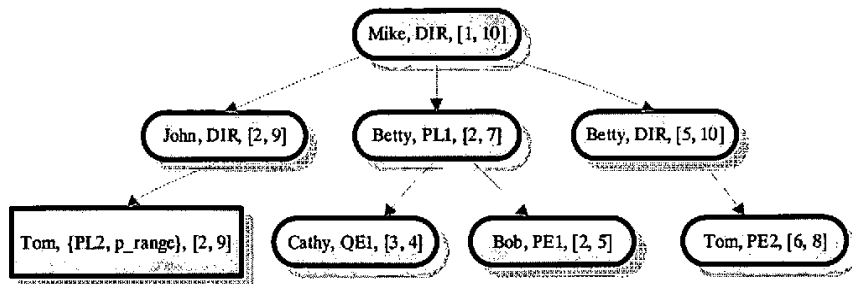 Mike, DIR, [1, 10]
John, DIR, [2, 9]
Betty, PL1, [2, 7]
Betty, DIR, [5, 10]
Tom, {PL2, p_range}, [2, 9]
Cathy, QE1, [3, 4]
Bob, PE1, [2, 5]
Tom, PE2, [6, 8]